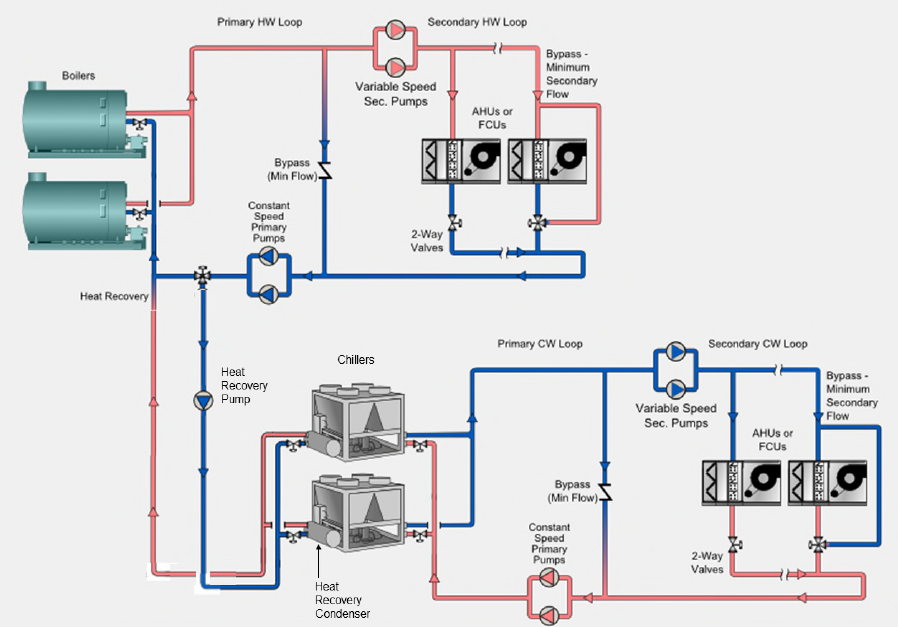 Primary HW Loop
Secondary HW Loop
Boilers
Variable Speed
Sec. Pumps
Bypass -
Minimum
Secondary
Flow
AHUs or
FCUs
Bypass
(Min Flow)
Constant
Speed
Primary
Pumps
2-Way
Valves
Heat Recovery
Heat
Recovery
Pump
Chillers
Heat
Recovery
Condenser
Primary CW Loop
Secondary CW Loop
Variable Speed
Sec. Pumps
Bypass -
Minimum
Secondary
Flow
AHUs or
FCUs
Bypass
(Min Flow)
Constant
Speed
Primary
Pumps
2-Way
Valves